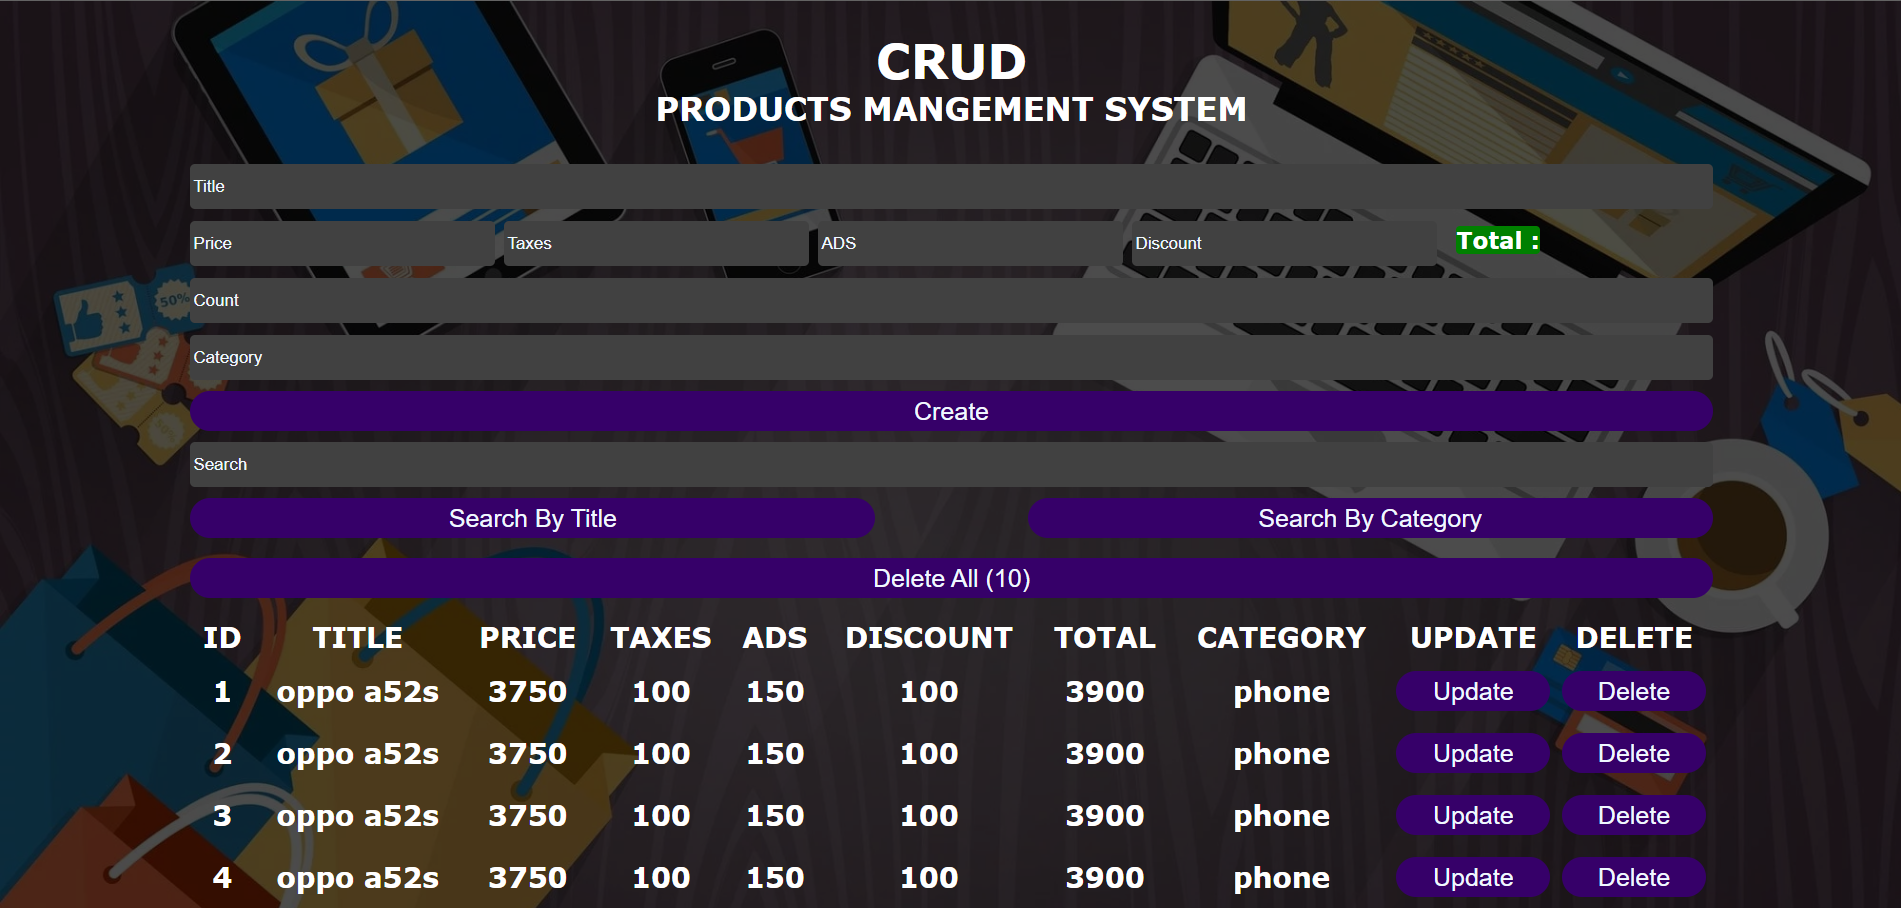 CRUD
PRODUCTS MANGEMENT SYSTEM
Title
Price Taxes ADS Discount Total :
50%
Count
Category
Create
50%
Search
Search By Title Search By Category
Delete All (10)
ID TITLE PRICE TAXES ADS DISCOUNT TOTAL CATEGORY UPDATE DELETE
1 oppo a52s 3750 100 150 100 3900 phone Update Delete
2 oppo a52s 3750 100 150 100 3900 phone Update Delete
3 oppo a52s 3750 100 150 100 3900 phone Update Delete
4 oppo a52s 3750 100 150 100 3900 phone Update Delete